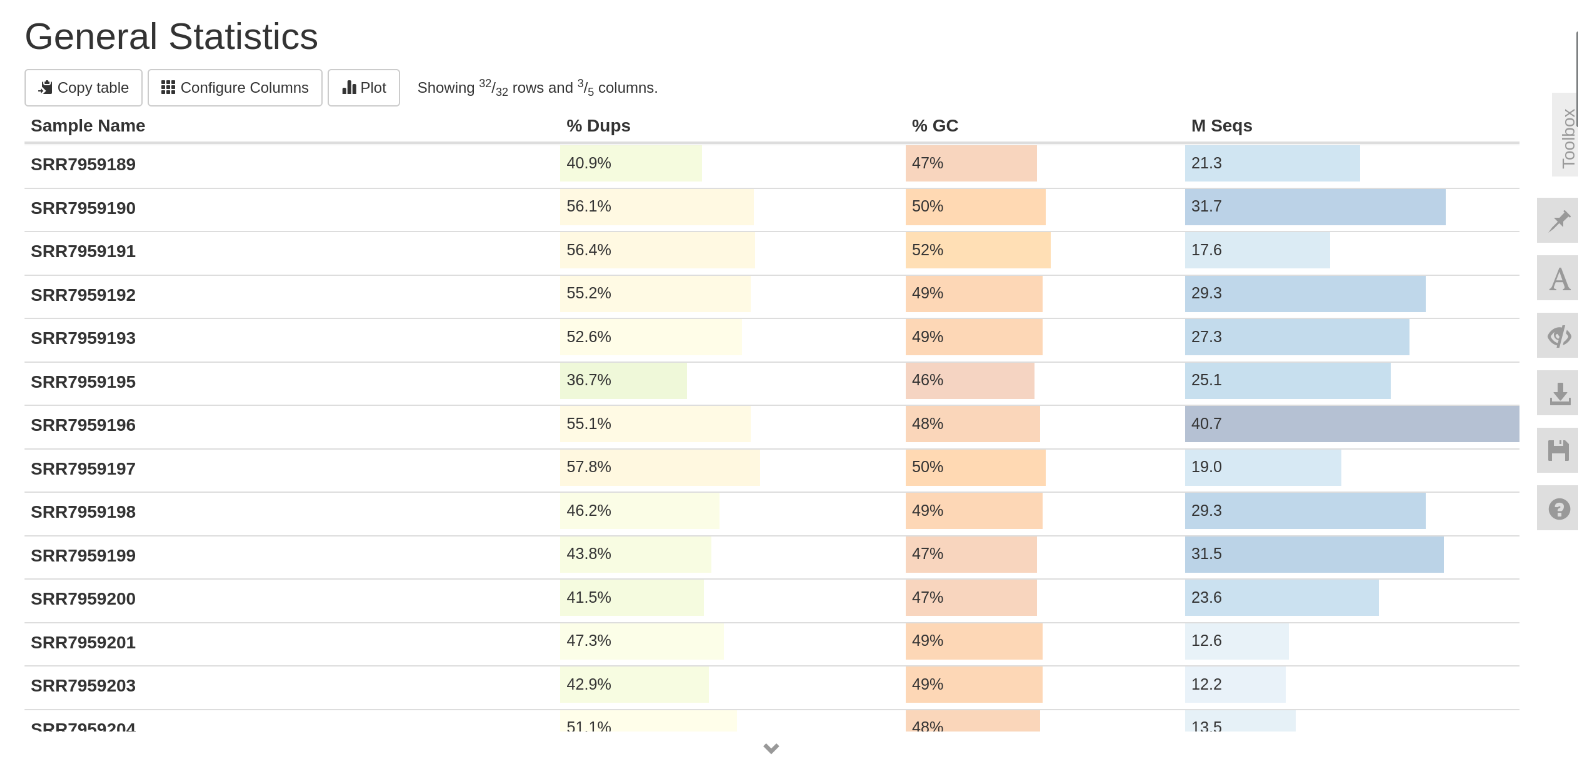 General Statistics
Copy table Configure Columns Plot Showing 32/32 rows and 3/5 columns.
Sample Name % Dups % GC M Seqs
SRR7959189 40.9% 47% 21.3
SRR7959190 56.1% 50% 31.7
SRR7959191 56.4% 52% 17.6
SRR7959192 55.2% 49% 29.3
SRR7959193 52.6% 49% 27.3
SRR7959195 36.7% 46% 25.1
SRR7959196 55.1% 48% 40.7
SRR7959197 57.8% 50% 19.0
SRR7959198 46.2% 49% 29.3
SRR7959199 43.8% 47% 31.5
SRR7959200 41.5% 47% 23.6
SRR7959201 47.3% 49% 12.6
SRR7959203 42.9% 49% 12.2
SRR7959204 51.1% 48% 13.5
Toolbox
A